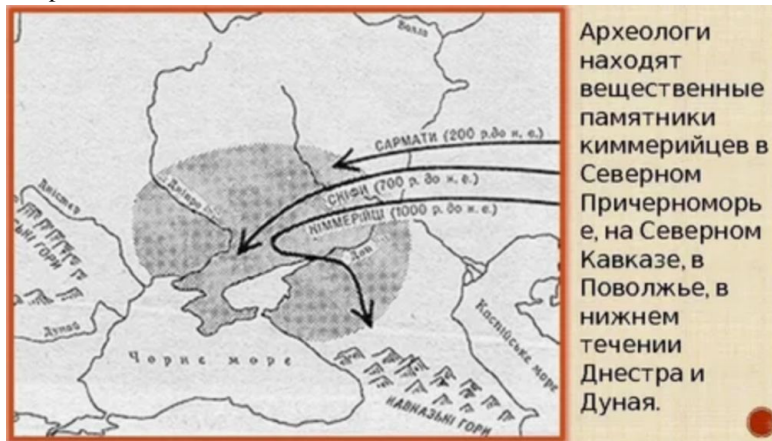 Волга
САРМАТИ (200 р. до н. е.)
СКІФИ (700 р. до н. е.)
КІММЕРІЙЦІ (1000 р. до н. е.)
Дніпро
Дністер
ГОРИ
Дон
Дунай
Чорне море
Каспійське море
КАВКАЗЬКІ ГОРИ
Археологи
находят
вещественные
памятники
киммерийцев в
Северном
Причерноморь
е, на Северном
Кавказе, в
Поволжье, в
нижнем
течении
Днестра и
Дуная.